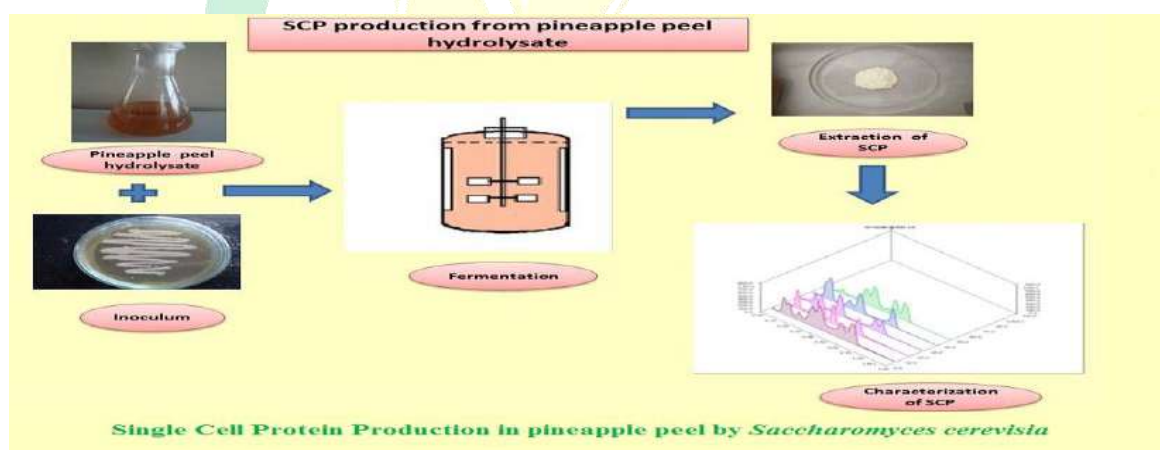 SCP production from pineapple peel
hydrolysate
Pineapple peel
hydrolysate
Inoculum
Fermentation
Extraction of
SCP
Characterization
of SCP
Single Cell Protein Production in pineapple peel by Saccharomyces cerevisia